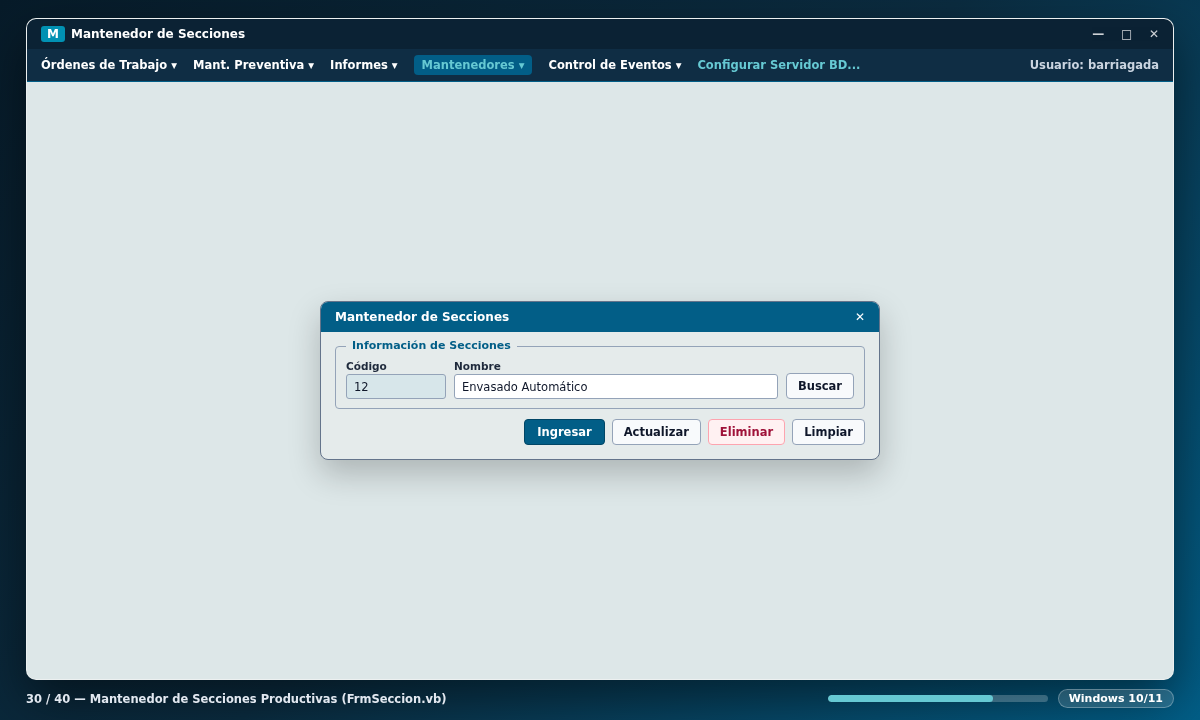 M Mantenedor de Secciones — □ ✕
Órdenes de Trabajo ▾ Mant. Preventiva ▾ Informes ▾ Mantenedores ▾ Control de Eventos ▾ Configurar Servidor BD... Usuario: barriagada
Mantenedor de Secciones ✕
Información de Secciones
Código Nombre
12 Envasado Automático Buscar
Ingresar Actualizar Eliminar Limpiar
30 / 40 — Mantenedor de Secciones Productivas (FrmSeccion.vb) Windows 10/11